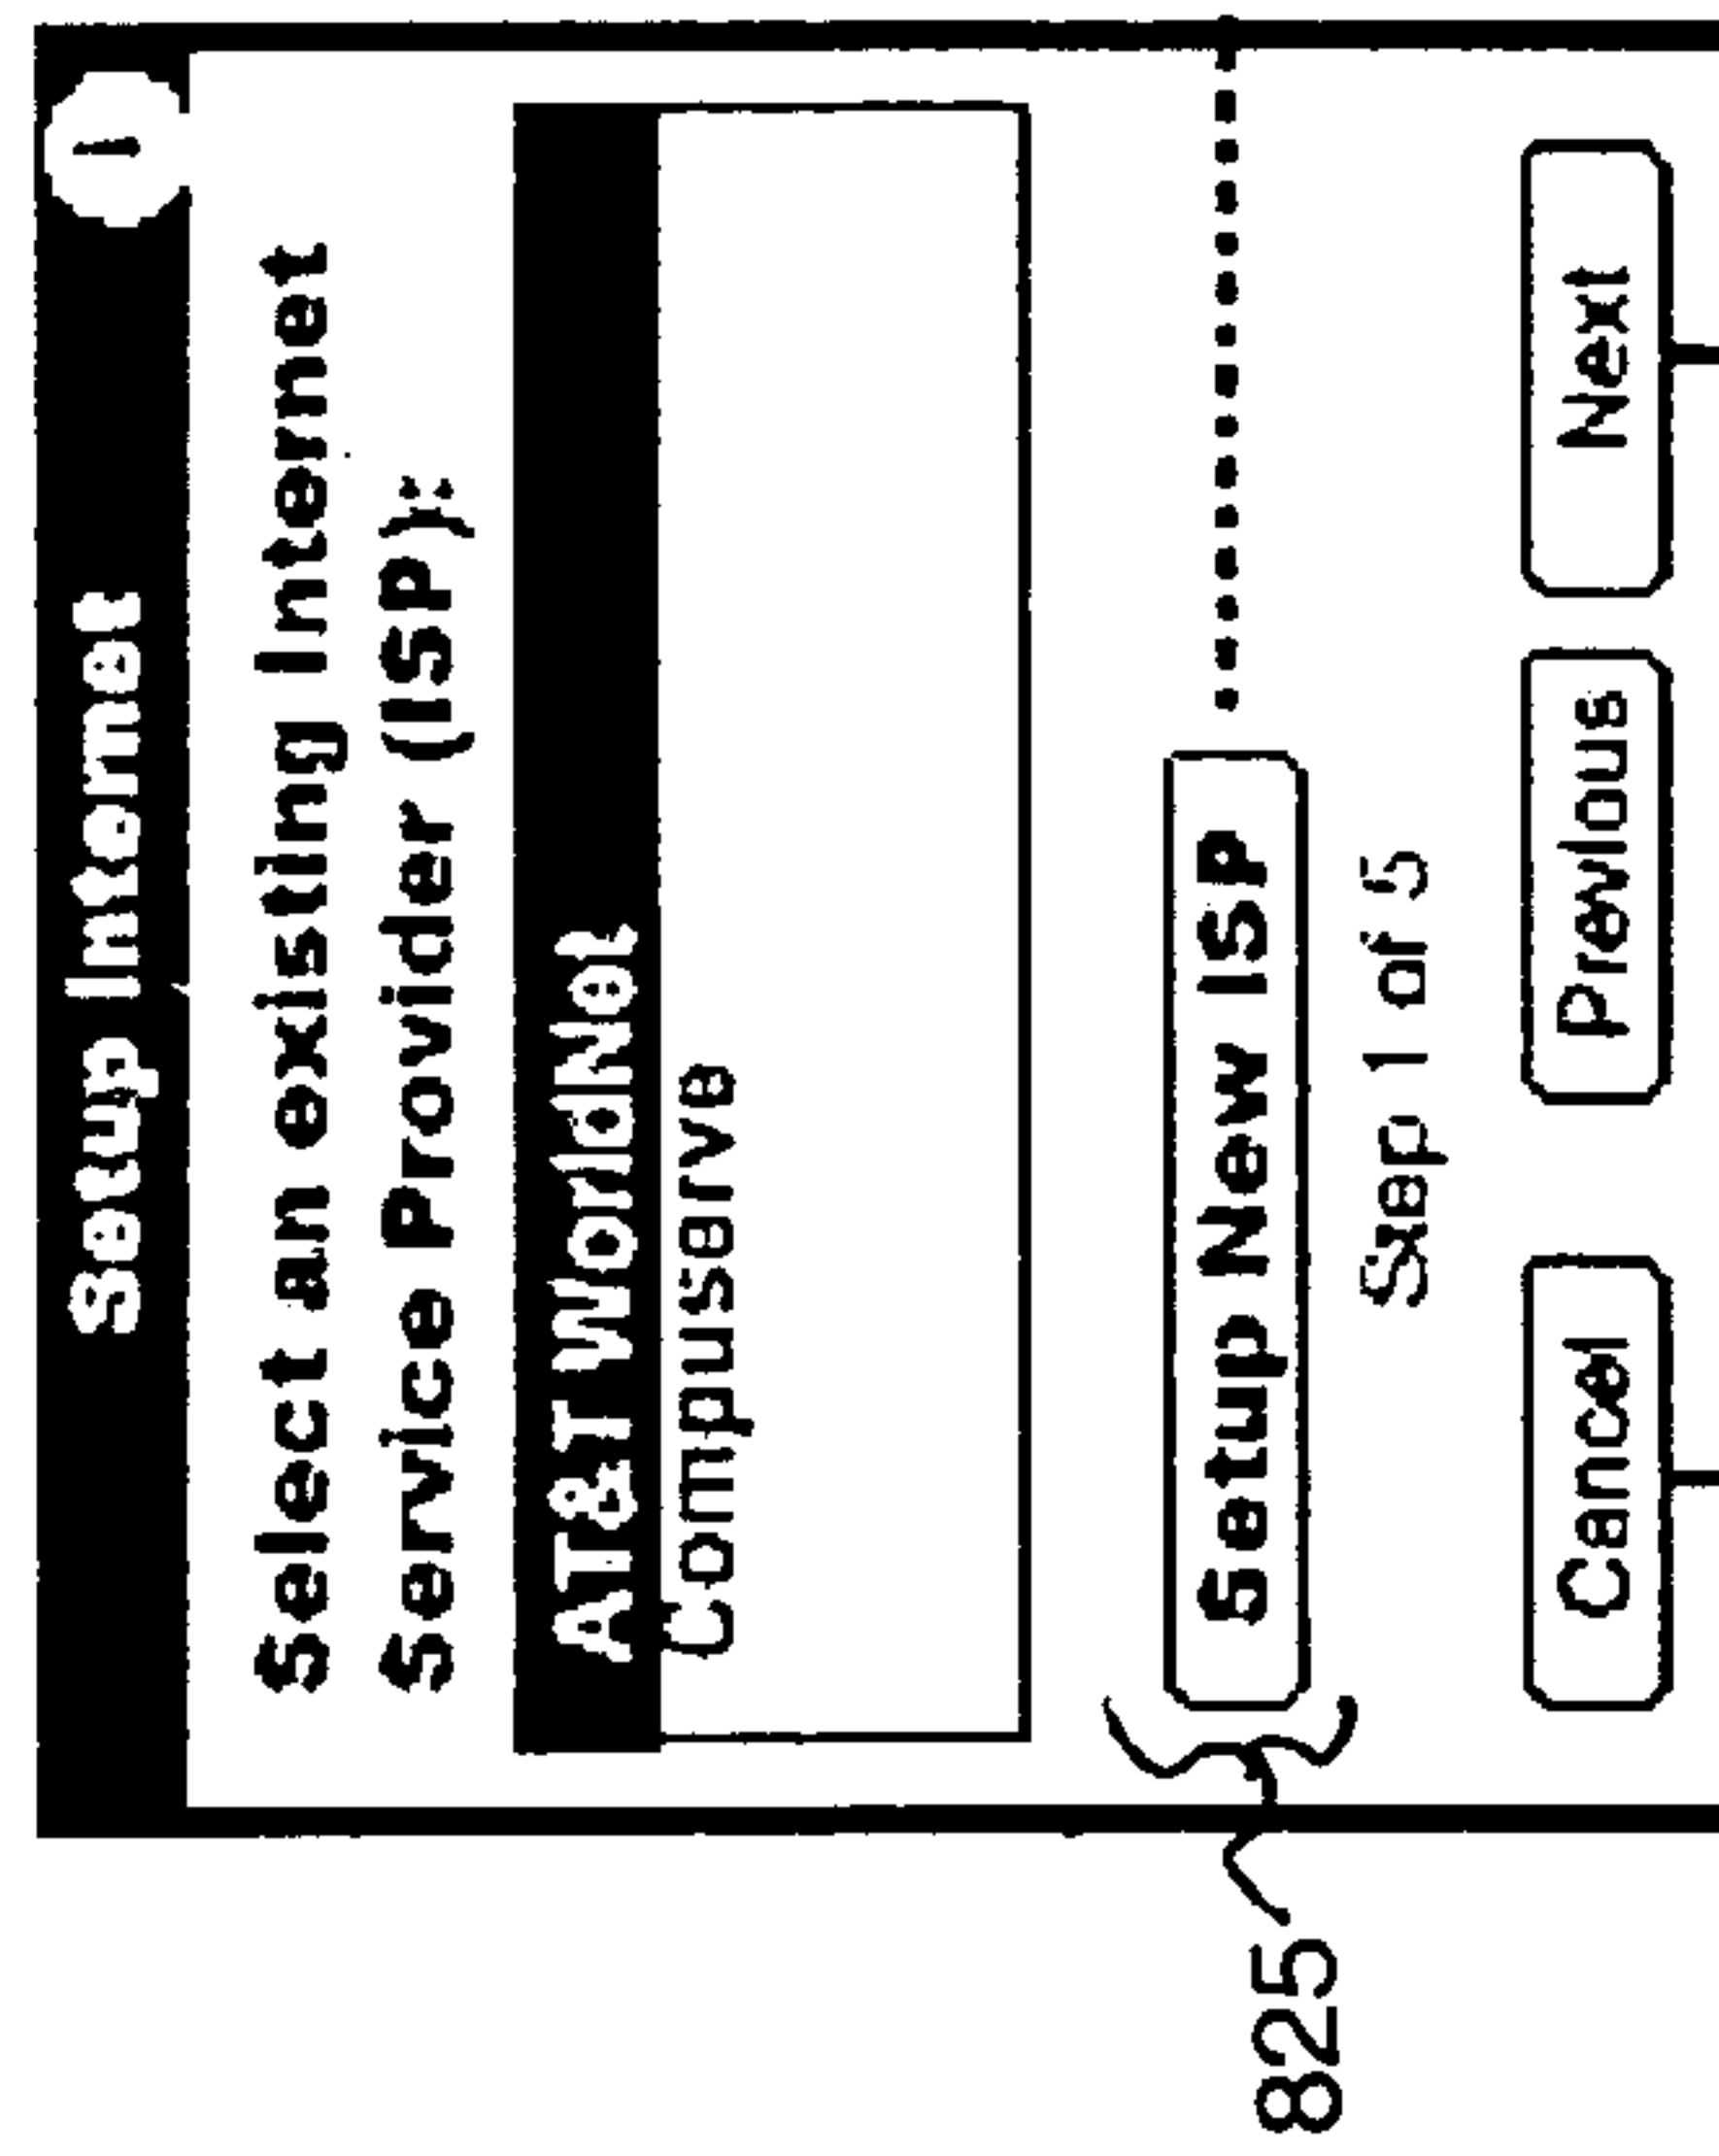 Setup Internet
i
Select an existing Internet
Service Provider (ISP):
AT&T WorldNet
Compuserve
Setup New ISP
Step 1 of 5
Cancel Previous Next
825